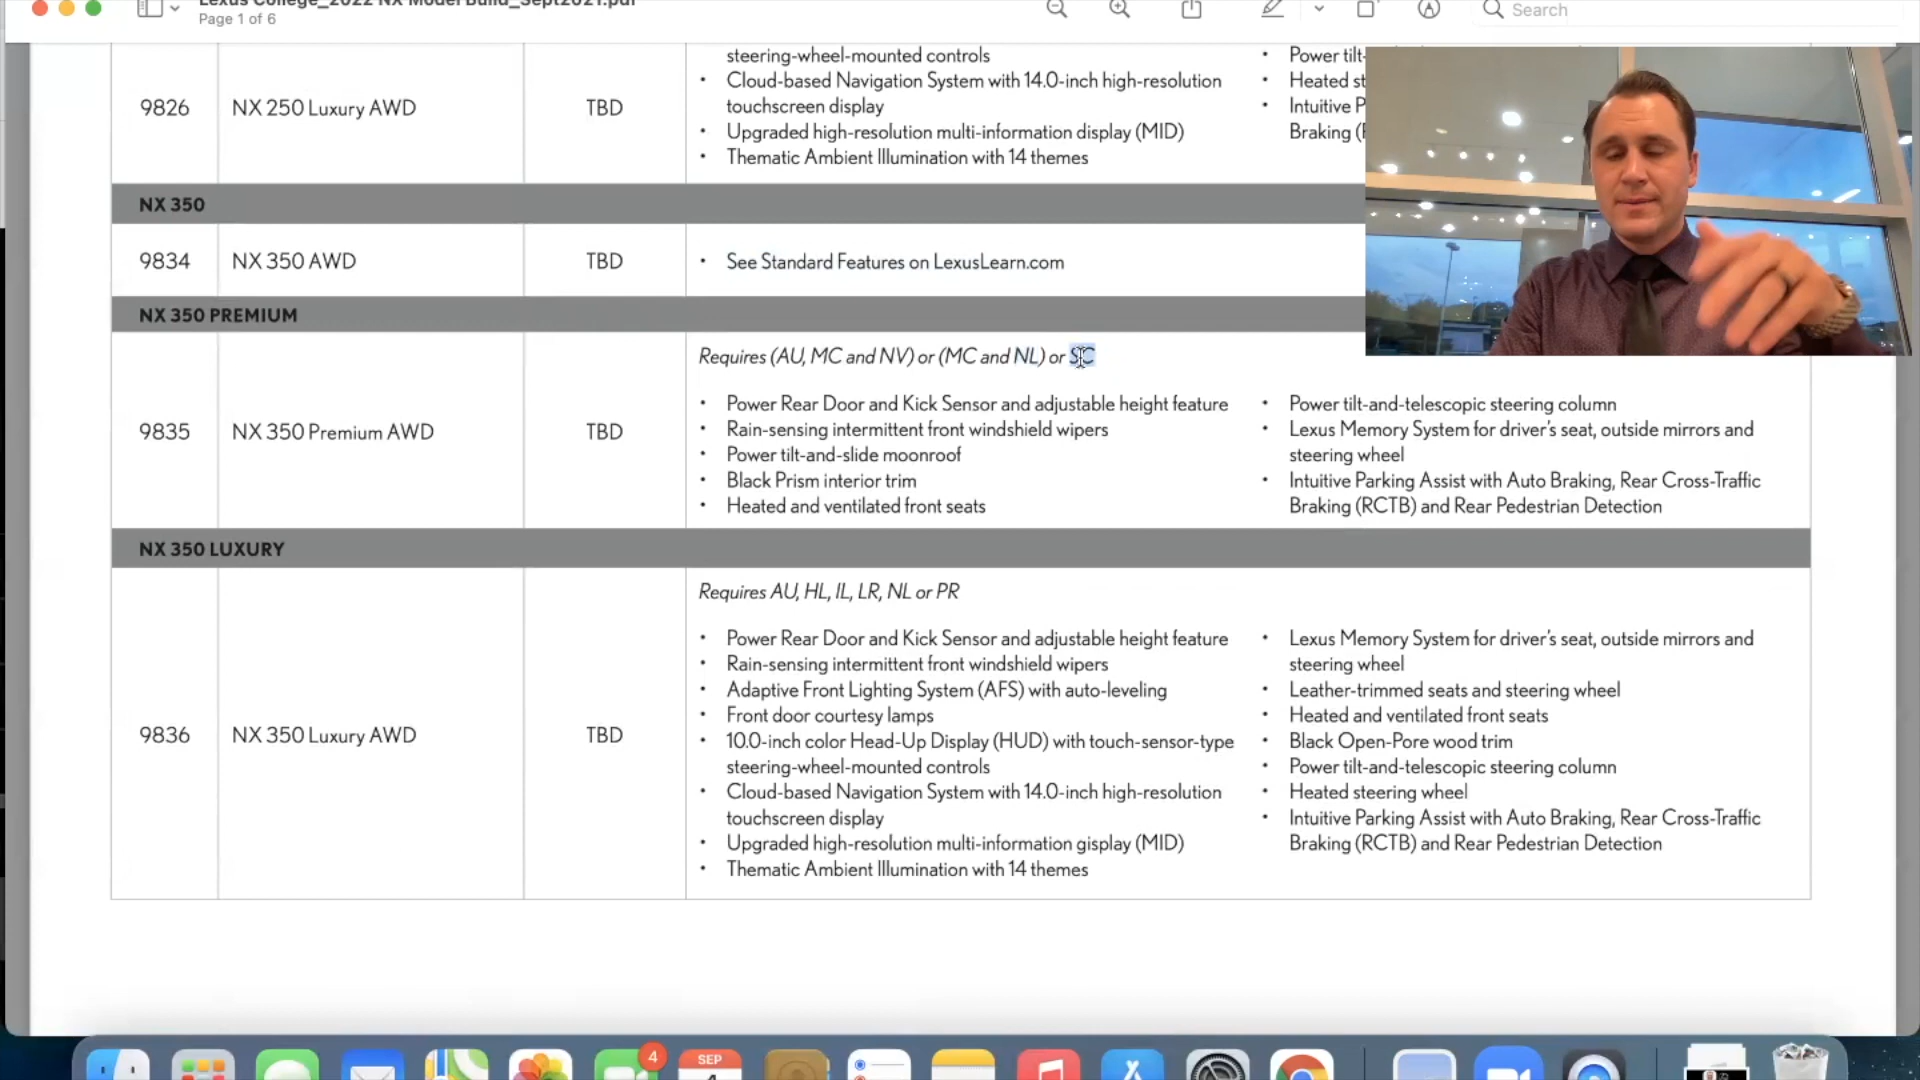 Lexus College_2022 NX Model Build_Sept2021.pdf
Page 1 of 6
Search
steering-wheel-mounted controls
• Cloud-based Navigation System with 14.0-inch high-resolution
touchscreen display
• Upgraded high-resolution multi-information display (MID)
• Thematic Ambient Illumination with 14 themes
• Power tilt-
• Heated st
• Intuitive P
Braking (
9826
NX 250 Luxury AWD
TBD
NX 350
9834
NX 350 AWD
TBD
• See Standard Features on LexusLearn.com
NX 350 PREMIUM
Requires (AU, MC and NV) or (MC and NL) or SC
9835
NX 350 Premium AWD
TBD
• Power Rear Door and Kick Sensor and adjustable height feature
• Rain-sensing intermittent front windshield wipers
• Power tilt-and-slide moonroof
• Black Prism interior trim
• Heated and ventilated front seats
• Power tilt-and-telescopic steering column
• Lexus Memory System for driver's seat, outside mirrors and
steering wheel
• Intuitive Parking Assist with Auto Braking, Rear Cross-Traffic
Braking (RCTB) and Rear Pedestrian Detection
NX 350 LUXURY
Requires AU, HL, IL, LR, NL or PR
9836
NX 350 Luxury AWD
TBD
• Power Rear Door and Kick Sensor and adjustable height feature
• Rain-sensing intermittent front windshield wipers
• Adaptive Front Lighting System (AFS) with auto-leveling
• Front door courtesy lamps
• 10.0-inch color Head-Up Display (HUD) with touch-sensor-type
steering-wheel-mounted controls
• Cloud-based Navigation System with 14.0-inch high-resolution
touchscreen display
• Upgraded high-resolution multi-information gisplay (MID)
• Thematic Ambient Illumination with 14 themes
• Lexus Memory System for driver's seat, outside mirrors and
steering wheel
• Leather-trimmed seats and steering wheel
• Heated and ventilated front seats
• Black Open-Pore wood trim
• Power tilt-and-telescopic steering column
• Heated steering wheel
• Intuitive Parking Assist with Auto Braking, Rear Cross-Traffic
Braking (RCTB) and Rear Pedestrian Detection
4
SEP